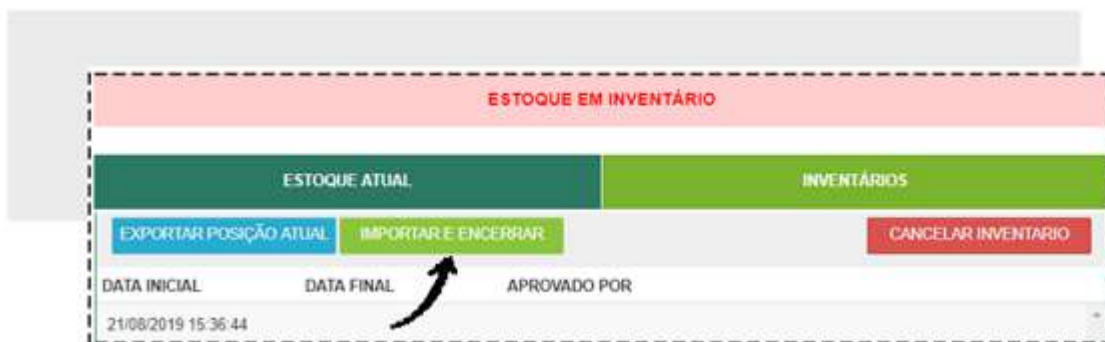 ESTOQUE EM INVENTÁRIO
ESTOQUE ATUAL INVENTÁRIOS
EXPORTAR POSIÇÃO ATUAL IMPORTAR E ENCERRAR CANCELAR INVENTARIO
DATA INICIAL DATA FINAL APROVADO POR
21/08/2019 15:36:44